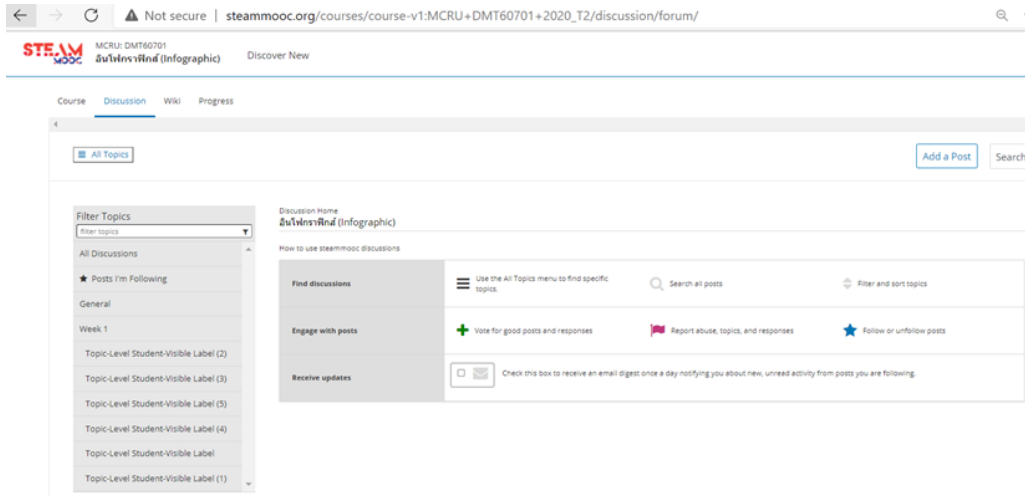 Not secure | steammooc.org/courses/course-v1:MCRU+DMT60701+2020_T2/discussion/forum/
STEAM MOOC
MCRU: DMT60701
อินโฟกราฟิกส์ (Infographic)
Discover New
Course Discussion Wiki Progress
All Topics
Add a Post
Search
Filter Topics
filter topics
All Discussions
Posts I'm Following
General
Week 1
Topic-Level Student-Visible Label (2)
Topic-Level Student-Visible Label (3)
Topic-Level Student-Visible Label (5)
Topic-Level Student-Visible Label (4)
Topic-Level Student-Visible Label
Topic-Level Student-Visible Label (1)
Discussion Home
อินโฟกราฟิกส์ (Infographic)
How to use steammooc discussions
Find discussions
Use the All Topics menu to find specific
topics.
Search all posts
Filter and sort topics
Engage with posts
Vote for good posts and responses
Report abuse, topics, and responses
Follow or unfollow posts
Receive updates
Check this box to receive an email digest once a day notifying you about new, unread activity from posts you are following.